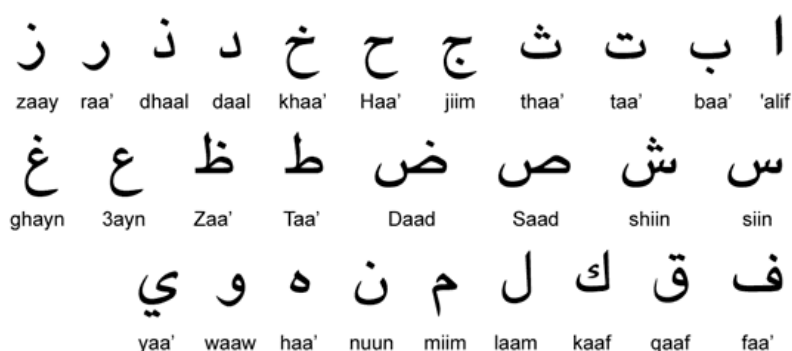 ا ب ت ث ج ح خ د ذ ر ز
'alif baa' taa' thaa' jiim Haa' khaa' daal dhaal raa' zaay
س ش ص ض ط ظ ع غ
siin shiin Saad Daad Taa' Zaa' 3ayn ghayn
ف ق ك ل م ن ه و ي
faa' qaaf kaaf laam miim nuun haa' waaw yaa'